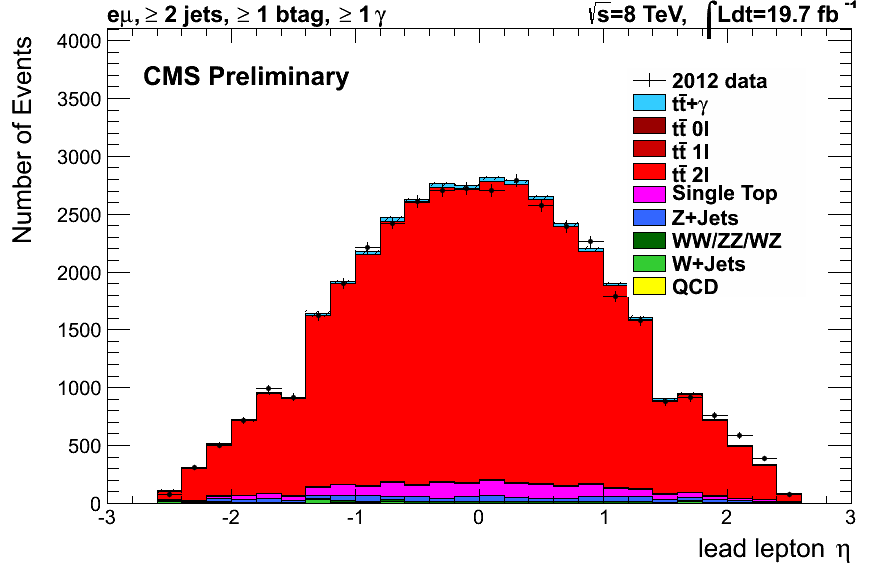 eμ, ≥ 2 jets, ≥ 1 btag, ≥ 1 γ √s=8 TeV, ∫Ldt=19.7 fb⁻¹
CMS Preliminary
2012 data
tt̄+γ
tt̄ 0l
tt̄ 1l
tt̄ 2l
Single Top
Z+Jets
WW/ZZ/WZ
W+Jets
QCD
Number of Events
4000
3500
3000
2500
2000
1500
1000
500
0
-3 -2 -1 0 1 2 3
lead lepton η